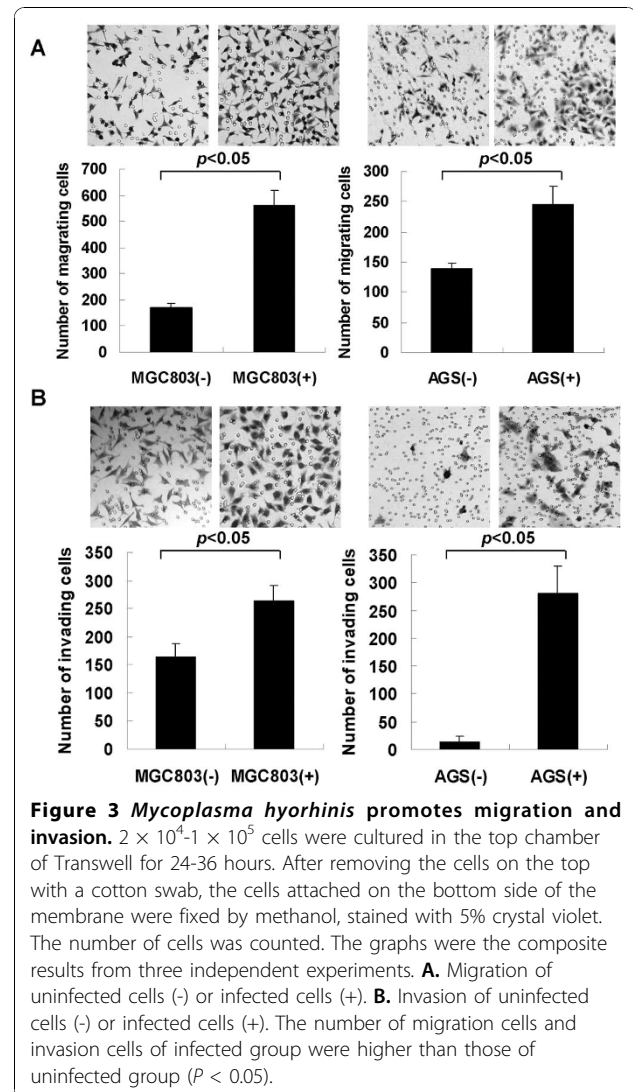 A
p<0.05
p<0.05
Number of magrating cells
700
600
500
400
300
200
100
0
MGC803(-) MGC803(+)
Number of migrating cells
300
250
200
150
100
50
0
AGS(-) AGS(+)
B
p<0.05
p<0.05
Number of invading cells
350
300
250
200
150
100
50
0
MGC803(-) MGC803(+)
Number of invading cells
350
300
250
200
150
100
50
0
AGS(-) AGS(+)
Figure 3 Mycoplasma hyorhinis promotes migration and
invasion. 2 × 10⁴-1 × 10⁵ cells were cultured in the top chamber
of Transwell for 24-36 hours. After removing the cells on the top
with a cotton swab, the cells attached on the bottom side of the
membrane were fixed by methanol, stained with 5% crystal violet.
The number of cells was counted. The graphs were the composite
results from three independent experiments. A. Migration of
uninfected cells (-) or infected cells (+). B. Invasion of uninfected
cells (-) or infected cells (+). The number of migration cells and
invasion cells of infected group were higher than those of
uninfected group (P < 0.05).